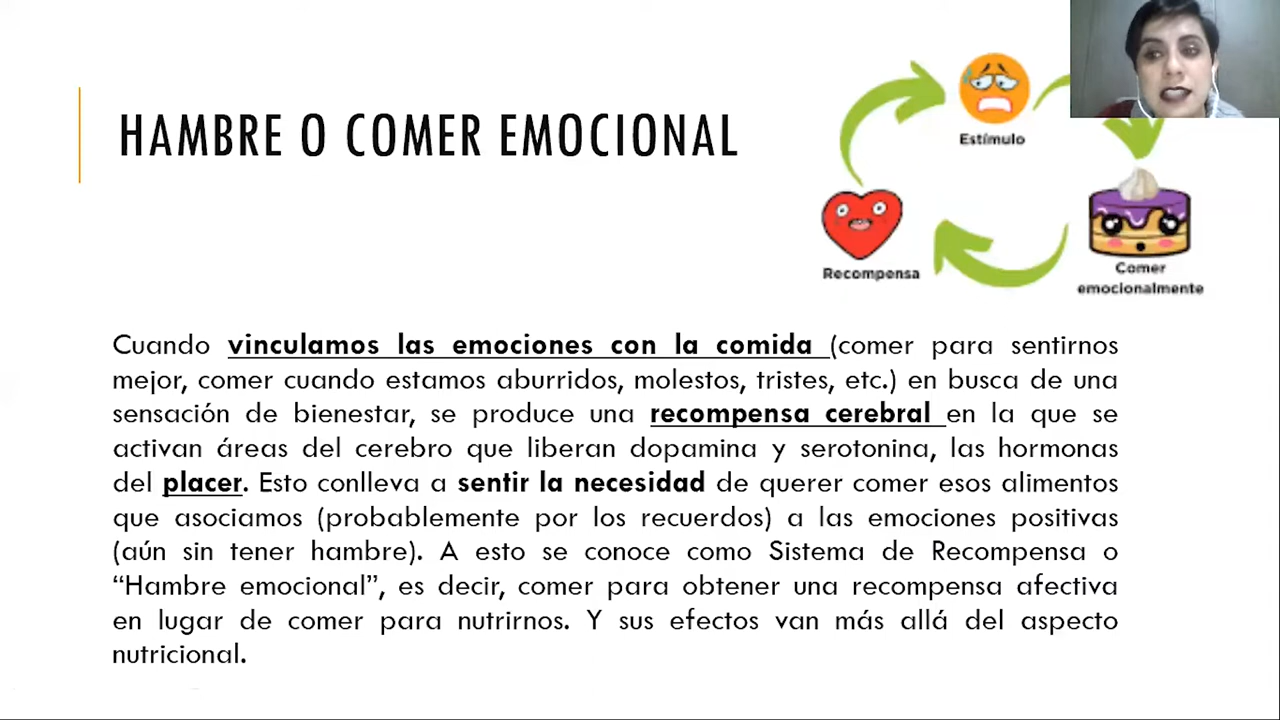 HAMBRE O COMER EMOCIONAL
Estímulo
Recompensa
Comer
emocionalmente
Cuando vinculamos las emociones con la comida (comer para sentirnos
mejor, comer cuando estamos aburridos, molestos, tristes, etc.) en busca de una
sensación de bienestar, se produce una recompensa cerebral en la que se
activan áreas del cerebro que liberan dopamina y serotonina, las hormonas
del placer. Esto conlleva a sentir la necesidad de querer comer esos alimentos
que asociamos (probablemente por los recuerdos) a las emociones positivas
(aún sin tener hambre). A esto se conoce como Sistema de Recompensa o
“Hambre emocional”, es decir, comer para obtener una recompensa afectiva
en lugar de comer para nutrirnos. Y sus efectos van más allá del aspecto
nutricional.